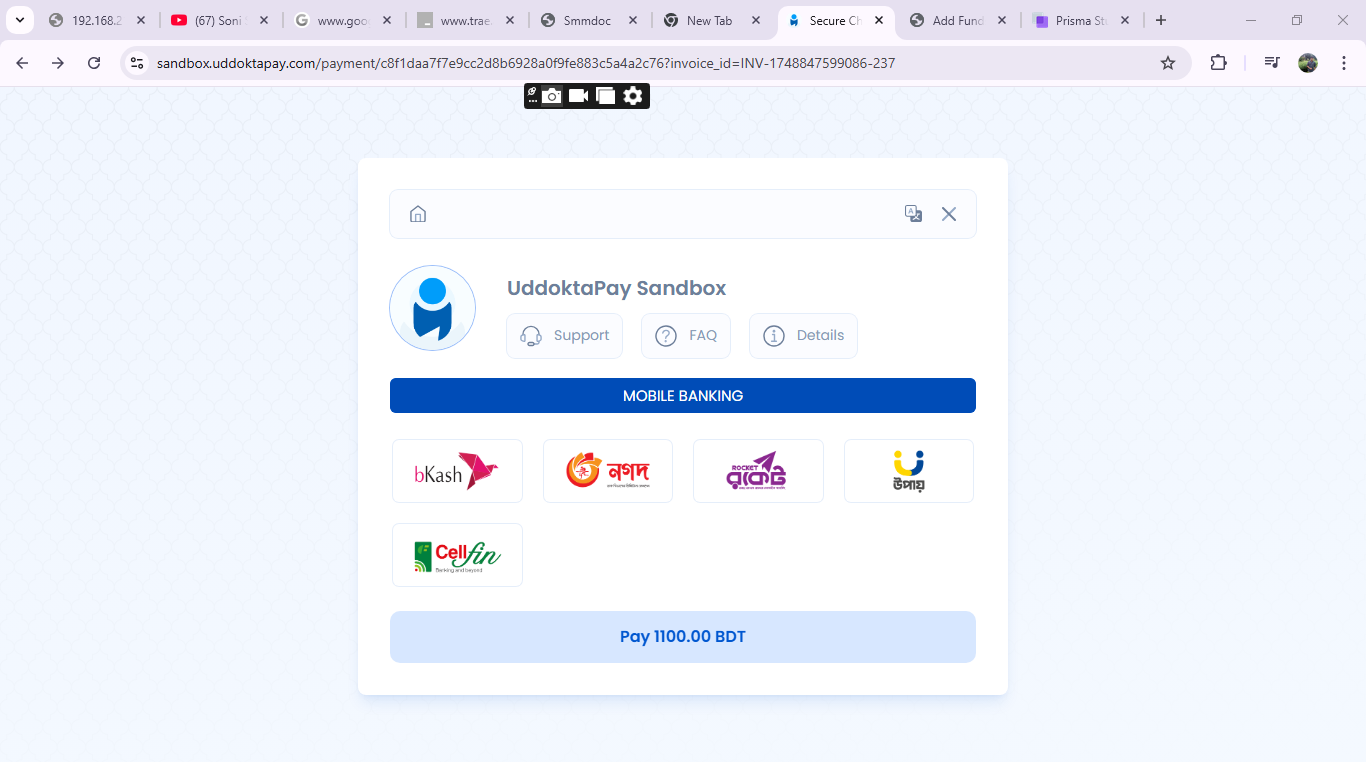 192.168.2
(67) Soni
www.goo
www.trae.
Smmdoc
New Tab
Secure Ch
Add Fund
Prisma Stu
sandbox.uddoktapay.com/payment/c8f1daa7f7e9cc2d8b6928a0f9fe883c5a4a2c76?invoice_id=INV-1748847599086-237
UddoktaPay Sandbox
Support
FAQ
Details
MOBILE BANKING
bKash
নগদ
ROCKET
রকেট
উপায়
Cellfin
Banking and beyond
Pay 1100.00 BDT